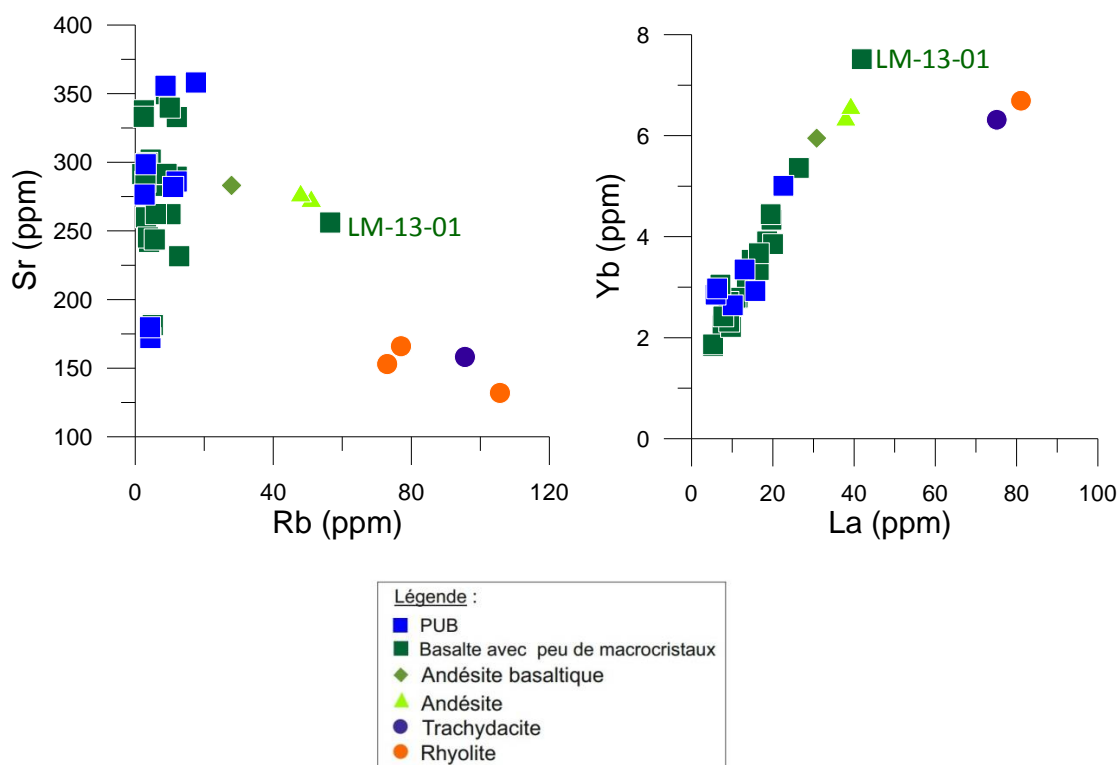 400
350
300
250
200
150
100
Sr (ppm)
LM-13-01
0
40
80
120
Rb (ppm)
8
6
4
2
0
Yb (ppm)
LM-13-01
0
20
40
60
80
100
La (ppm)
Légende :
PUB
Basalte avec peu de macrocristaux
Andésite basaltique
Andésite
Trachydacite
Rhyolite